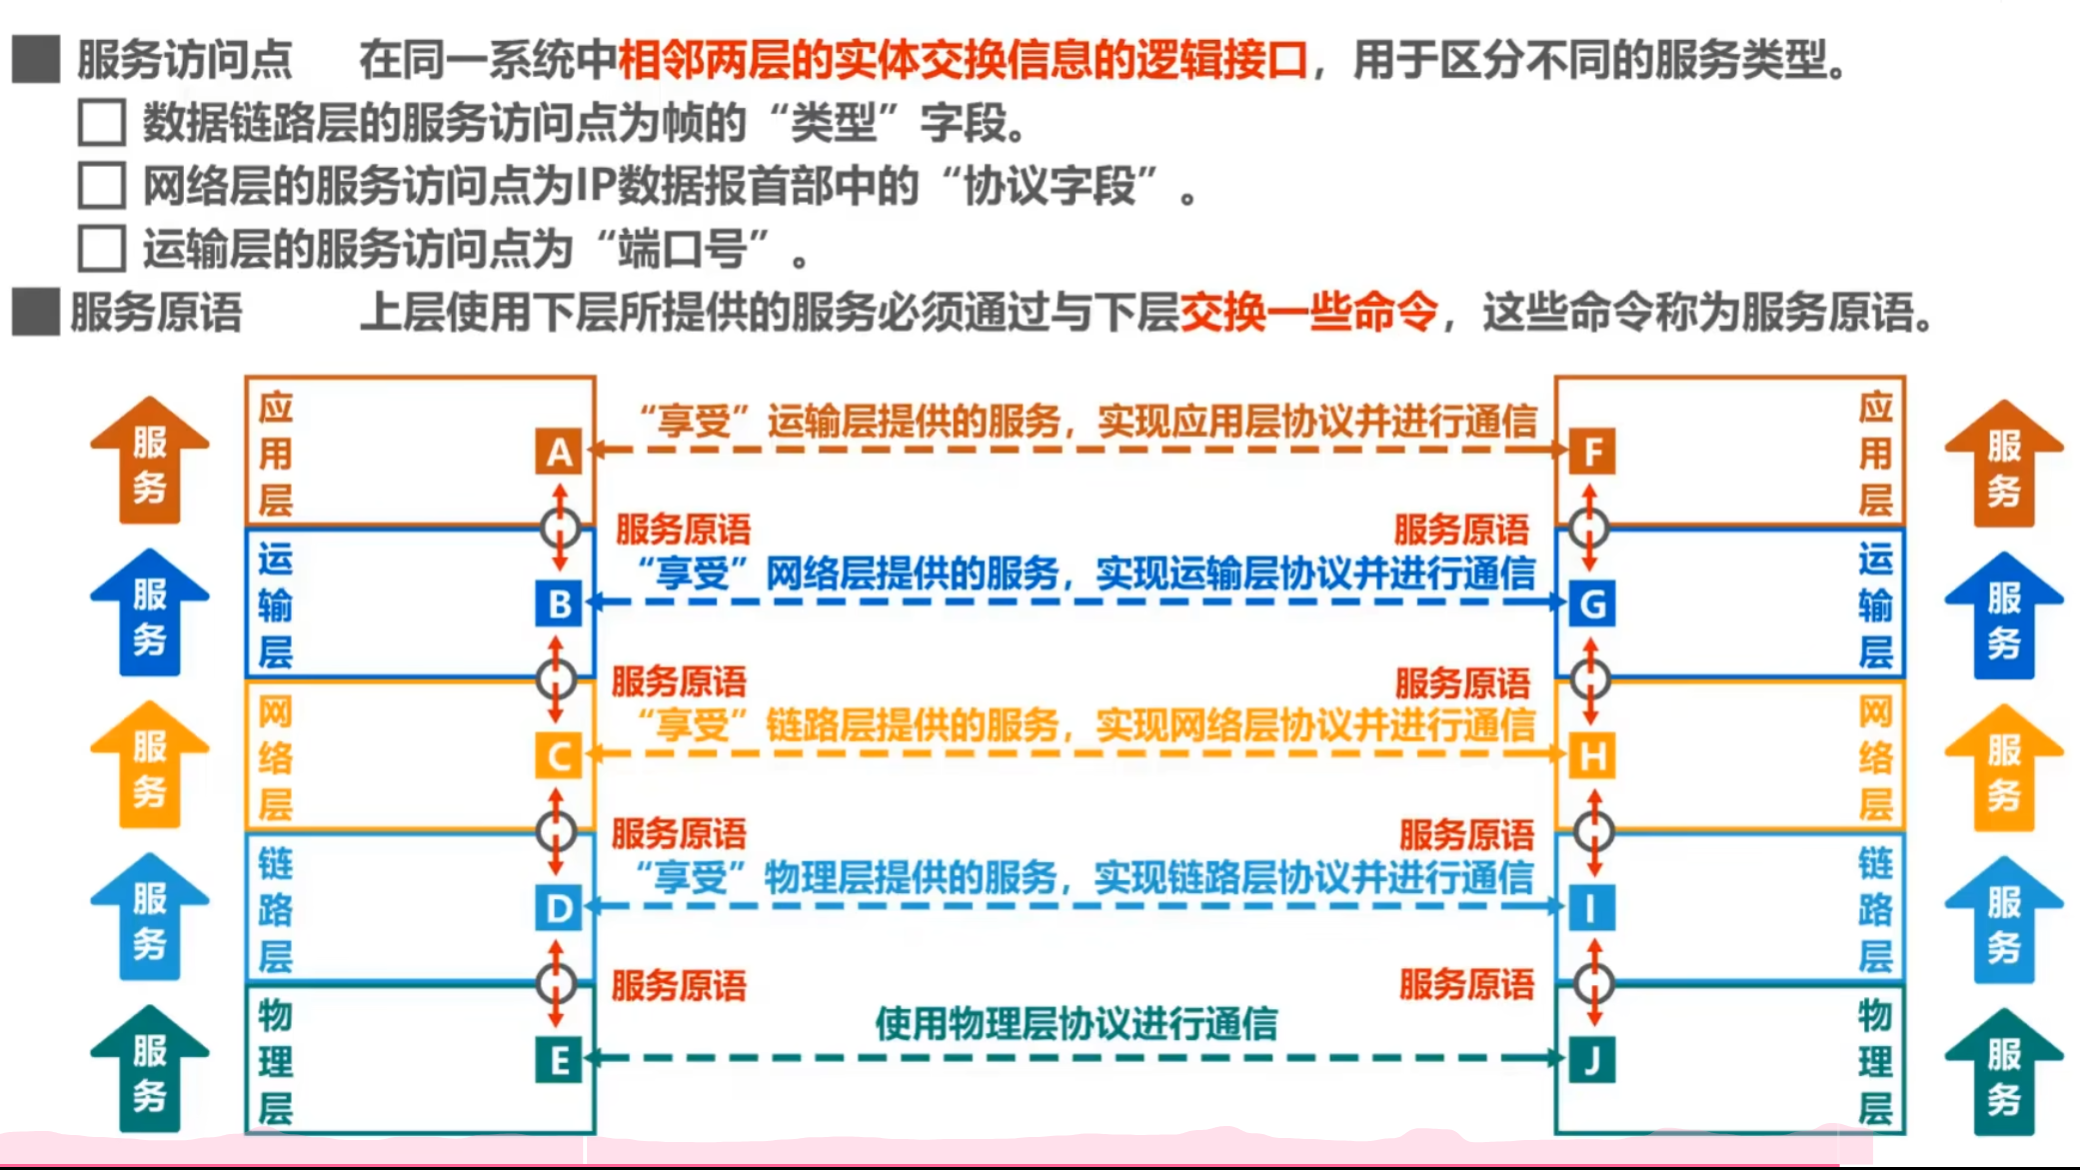 服务访问点 在同一系统中相邻两层的实体交换信息的逻辑接口，用于区分不同的服务类型。
数据链路层的服务访问点为帧的“类型”字段。
网络层的服务访问点为IP数据报首部中的“协议字段”。
运输层的服务访问点为“端口号”。
服务原语 上层使用下层所提供的服务必须通过与下层交换一些命令，这些命令称为服务原语。
服务 应用层 A “享受”运输层提供的服务，实现应用层协议并进行通信 F 应用层 服务
服务原语 服务原语
服务 运输层 B “享受”网络层提供的服务，实现运输层协议并进行通信 G 运输层 服务
服务原语 服务原语
服务 网络层 C “享受”链路层提供的服务，实现网络层协议并进行通信 H 网络层 服务
服务原语 服务原语
服务 链路层 D “享受”物理层提供的服务，实现链路层协议并进行通信 I 链路层 服务
服务原语 服务原语
服务 物理层 E 使用物理层协议进行通信 J 物理层 服务